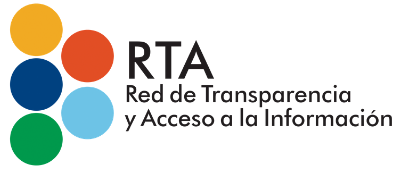 RTA
Red de Transparencia
y Acceso a la Información